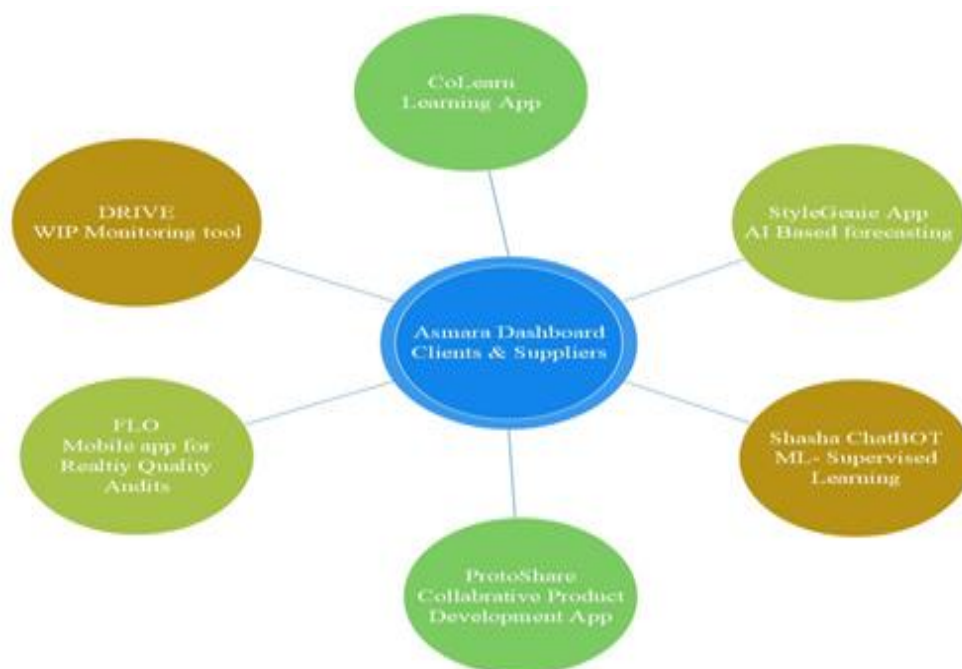 CoLearn
Learning App
DRIVE
WIP Monitoring tool
StyleGenie App
AI Based forecasting
Asmara Dashboard
Clients & Suppliers
FLO
Mobile app for
Realtiy Quality
Audits
Shasha ChatBOT
ML- Supervised
Learning
ProtoShare
Collabrative Product
Development App